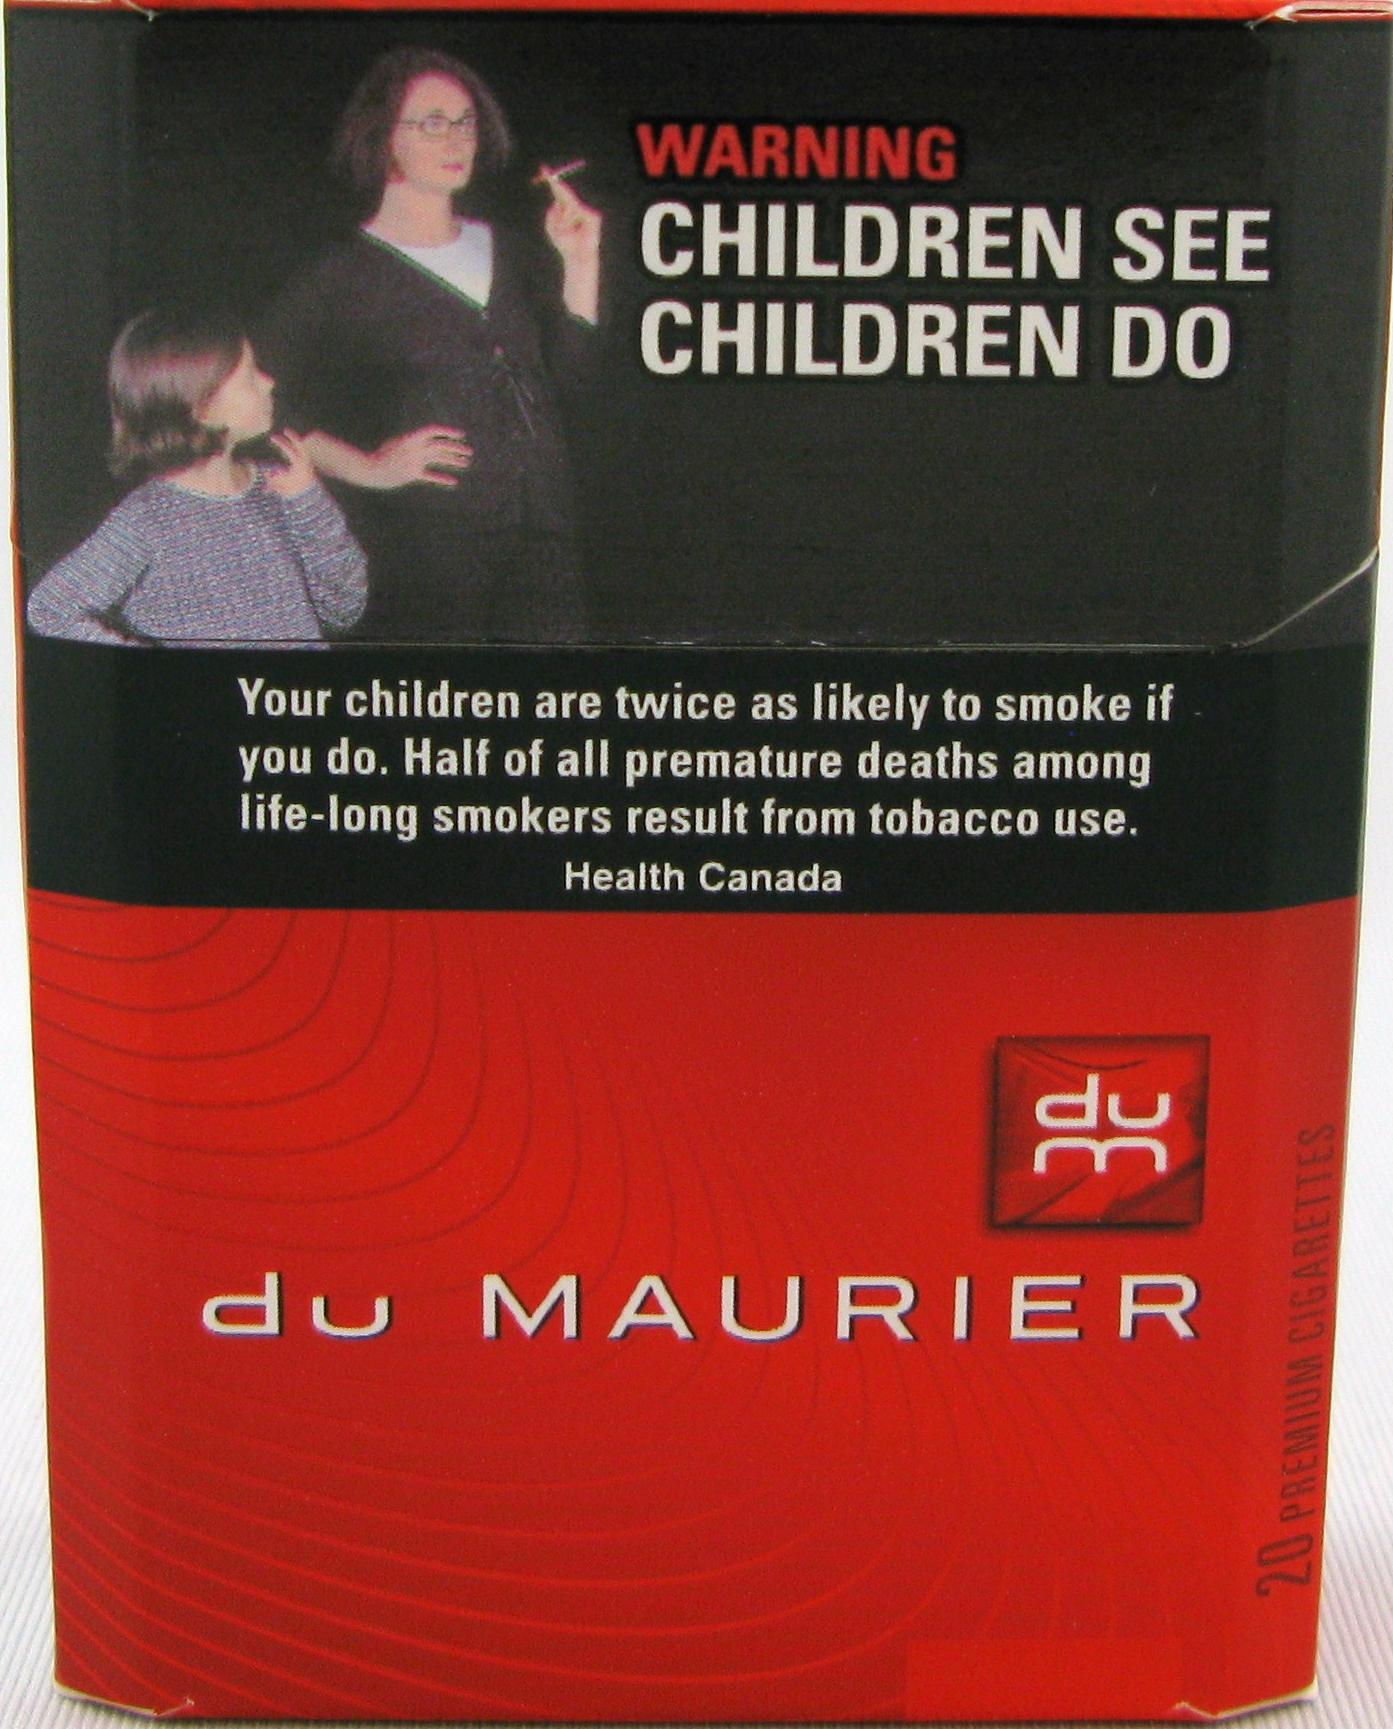 WARNING
CHILDREN SEE
CHILDREN DO
Your children are twice as likely to smoke if
you do. Half of all premature deaths among
life-long smokers result from tobacco use.
Health Canada
du
m
du MAURIER
20 PREMIUM CIGARETTES